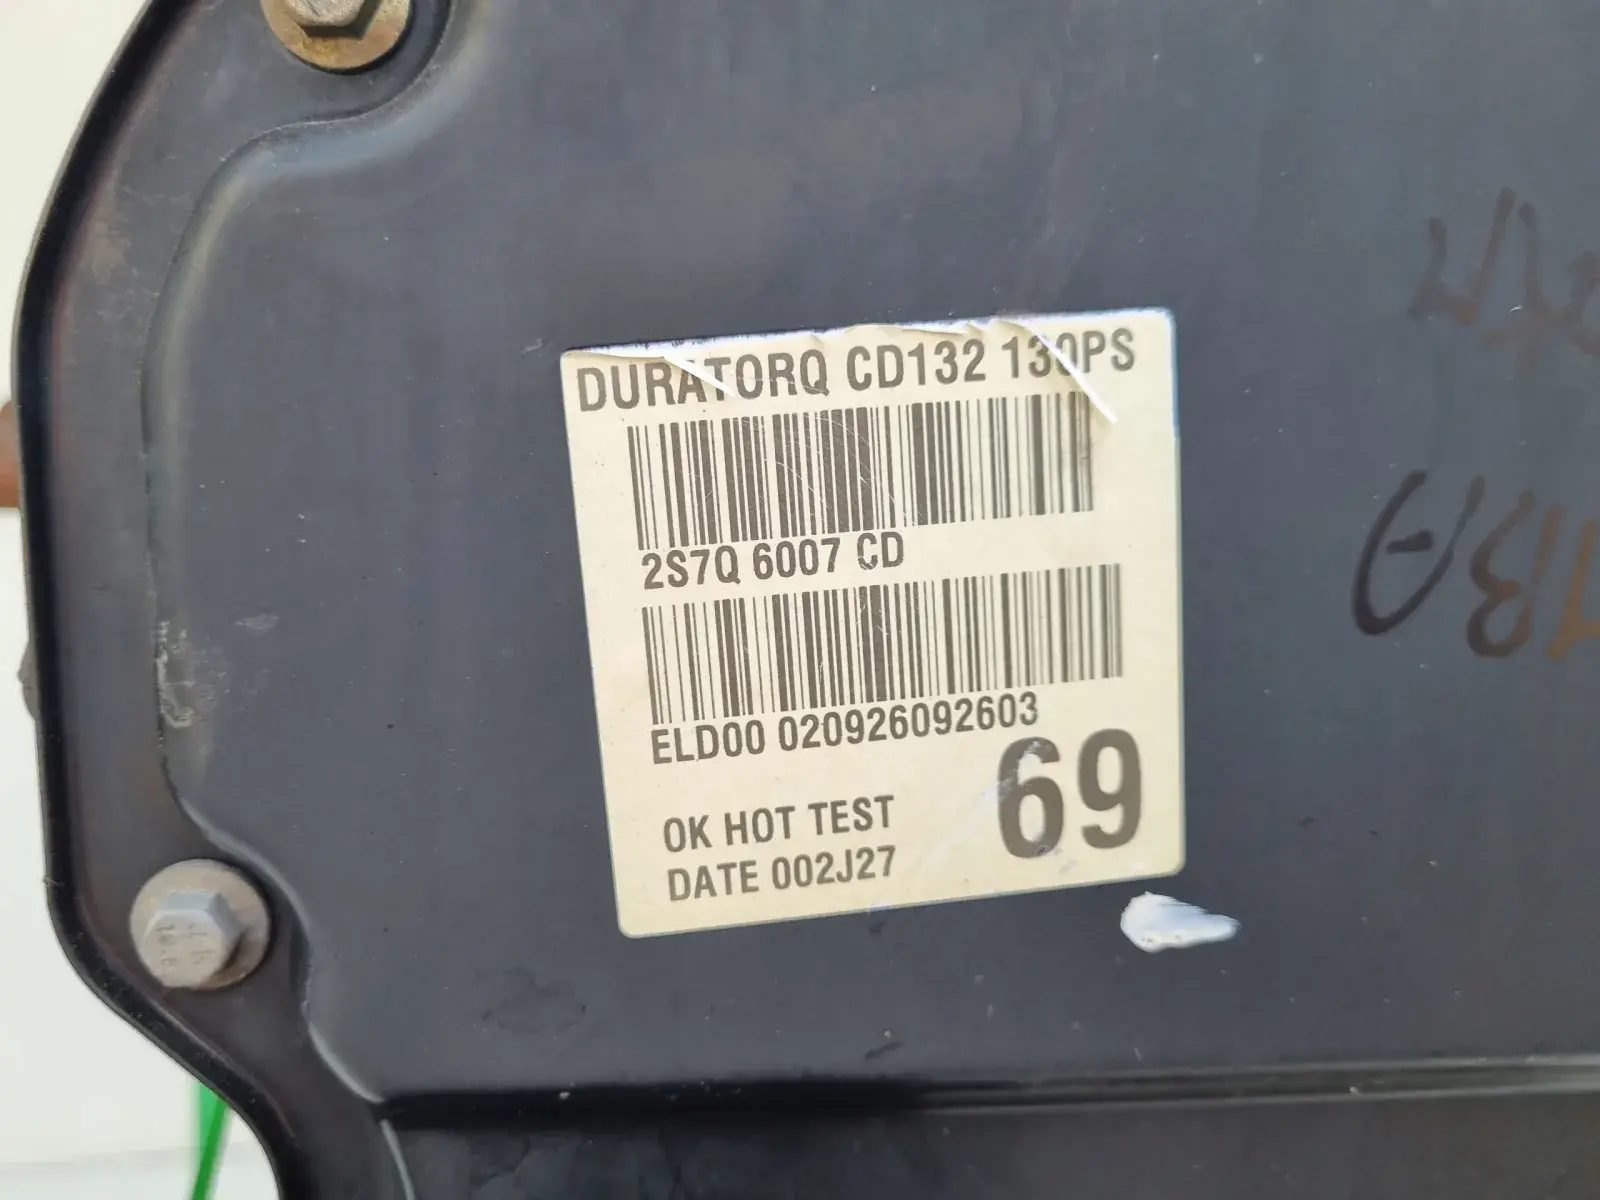 DURATORQ CD132 130PS
2S7Q 6007 CD
ELD00 020926092603
69
OK HOT TEST
DATE 002J27